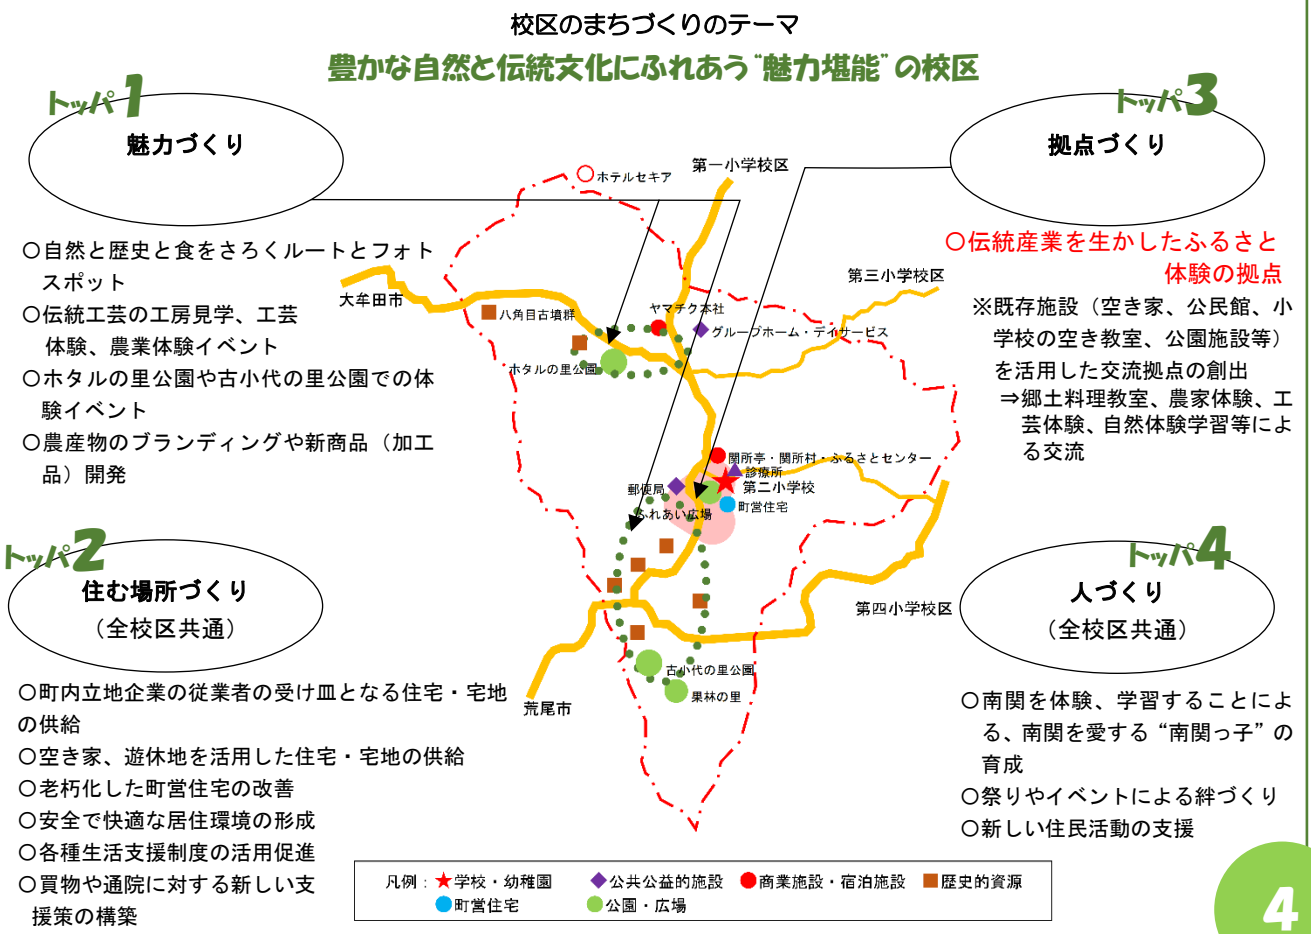 校区のまちづくりのテーマ
豊かな自然と伝統文化にふれあう“魅力堪能”の校区
トッパ1
魅力づくり
○自然と歴史と食をさろくルートとフォト
スポット
○伝統工芸の工房見学、工芸
体験、農業体験イベント
○ホタルの里公園や古小代の里公園での体
験イベント
○農産物のブランディングや新商品（加工
品）開発
トッパ2
住む場所づくり
（全校区共通）
○町内立地企業の従業者の受け皿となる住宅・宅地
の供給
○空き家、遊休地を活用した住宅・宅地の供給
○老朽化した町営住宅の改善
○安全で快適な居住環境の形成
○各種生活支援制度の活用促進
○買物や通院に対する新しい支
援策の構築
トッパ3
拠点づくり
○伝統産業を生かしたふるさと
体験の拠点
※既存施設（空き家、公民館、小
学校の空き教室、公園施設等）
を活用した交流拠点の創出
⇒郷土料理教室、農家体験、工
芸体験、自然体験学習等によ
る交流
トッパ4
人づくり
（全校区共通）
○南関を体験、学習することによ
る、南関を愛する“南関っ子”の
育成
○祭りやイベントによる絆づくり
○新しい住民活動の支援
第一小学校区
ホテルセキア
第三小学校区
大牟田市
ヤマチク本社
八角目古墳群
グループホーム・デイサービス
ホタルの里公園
関所亭・関所村・ふるさとセンター
診療所
郵便局
第二小学校
町営住宅
ふれあい広場
第四小学校区
古小代の里公園
果林の里
荒尾市
凡例：★学校・幼稚園 ◆公共公益的施設 ●商業施設・宿泊施設 ■歴史的資源
●町営住宅 ●公園・広場
4